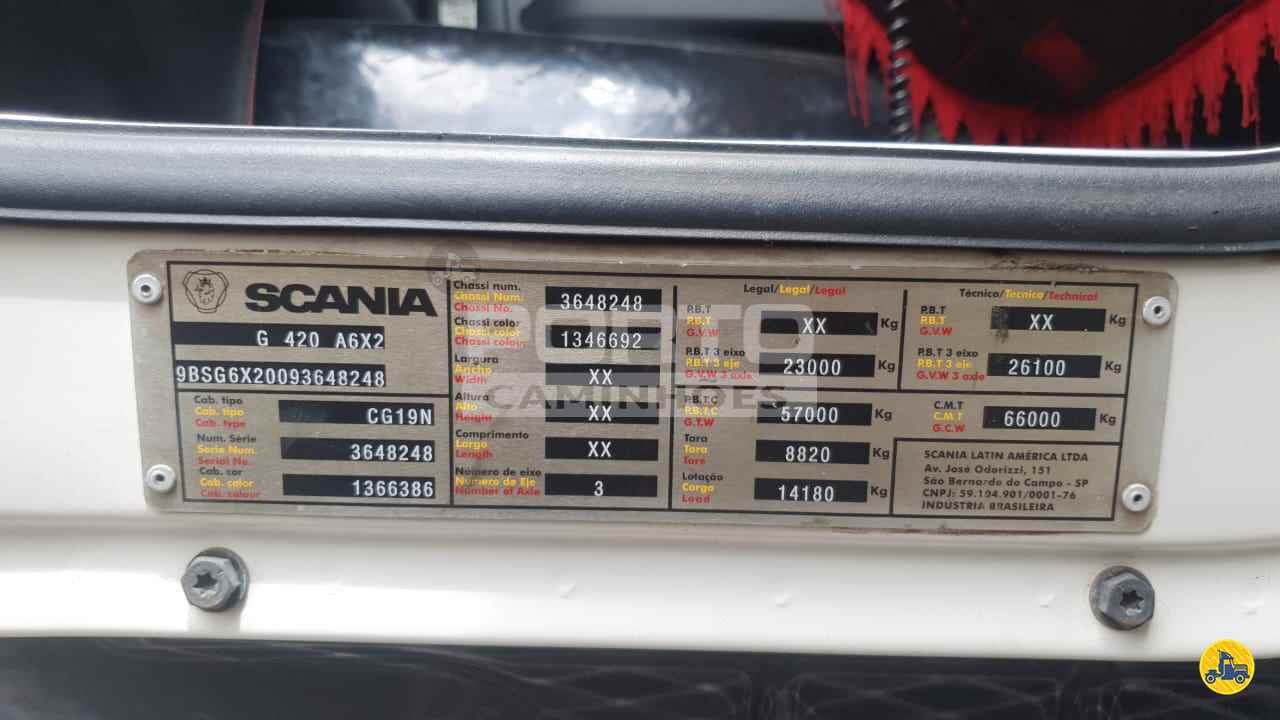 SCANIA
G 420 A6X2
9BSG6X20093648248
Cab. tipo
Cab. tipo
Cab. type
CG19N
Num. Série
Serie Num.
Serial No.
3648248
Cab. cor
Cab. color
Cab. colour
1366386
Chassi num.
Chassi Num.
Chassi No.
3648248
Chassi color
Chassi color
Chassi colour
1346692
Largura
Ancho
Width
XX
Altura
Alto
Height
XX
Comprimento
Largo
Length
XX
Número de eixo
Número de Eje
Number of Axle
3
Legal/Legal/Legal
P.B.T
P.B.T
G.V.W
XX Kg
P.B.T 3 eixo
P.B.T 3 eje
G.V.W 3 axle
23000 Kg
P.B.T.C
P.B.T.C
G.T.W
57000 Kg
Tara
Tara
Tare
8820 Kg
Lotação
Carga
Load
14180 Kg
Técnico/Tecnico/Technical
P.B.T
P.B.T
G.V.W
XX Kg
P.B.T 3 eixo
P.B.T 3 eje
G.V.W 3 axle
26100 Kg
C.M.T
C.M.T
G.C.W
66000 Kg
SCANIA LATIN AMÉRICA LTDA
Av. José Odorizzi, 151
São Bernardo do Campo - SP
CNPJ: 59.104.901/0001-76
INDÚSTRIA BRASILEIRA
PORTO
CAMINHÕES